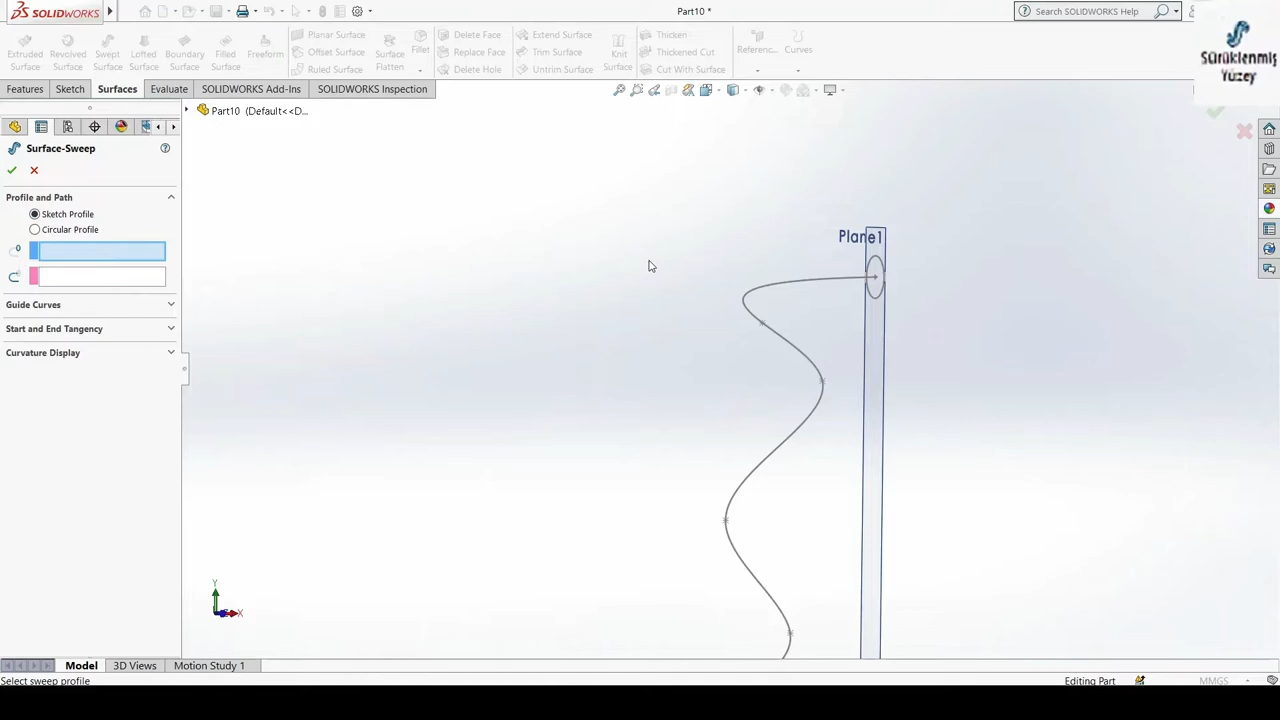 SOLIDWORKS
Part10 *
Search SOLIDWORKS Help
Sürüklenmiş
Yüzey
Extruded
Surface
Revolved
Surface
Swept
Surface
Lofted
Surface
Boundary
Surface
Filled
Surface
Freeform
Planar Surface
Offset Surface
Ruled Surface
Surface
Flatten
Fillet
Delete Face
Replace Face
Delete Hole
Extend Surface
Trim Surface
Untrim Surface
Knit
Surface
Thicken
Thickened Cut
Cut With Surface
Referenc...
Curves
Features
Sketch
Surfaces
Evaluate
SOLIDWORKS Add-Ins
SOLIDWORKS Inspection
Part10 (Default<<D...
Surface-Sweep
Profile and Path
Sketch Profile
Circular Profile
Guide Curves
Start and End Tangency
Curvature Display
Plane1
Y
X
Model
3D Views
Motion Study 1
Select sweep profile
Editing Part
MMGS